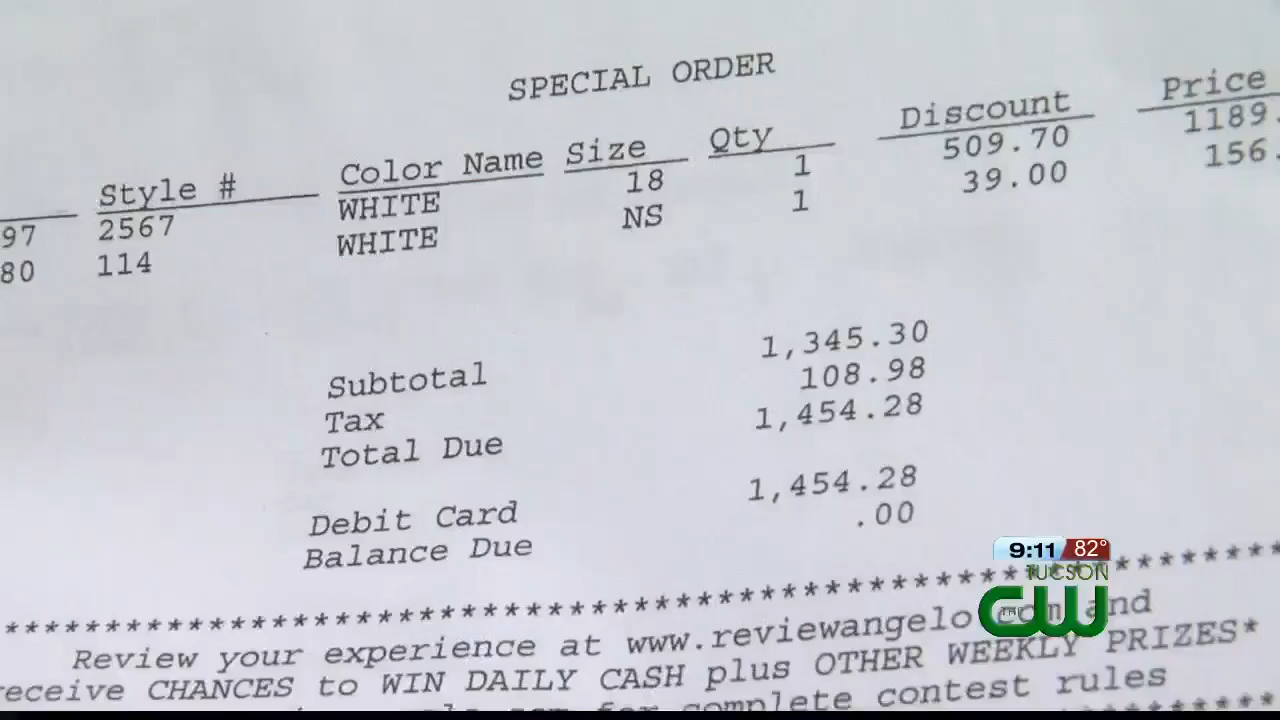 SPECIAL ORDER
Style # Color Name Size Qty Discount Price
97 2567 WHITE 18 1 509.70 1189.
80 114 WHITE NS 1 39.00 156.
Subtotal 1,345.30
Tax 108.98
Total Due 1,454.28
Debit Card 1,454.28
Balance Due .00
9:11 82°
TUCSON
THE CW
************************************************************
Review your experience at www.reviewangelo com and
receive CHANCES to WIN DAILY CASH plus OTHER WEEKLY PRIZES*
for complete contest rules